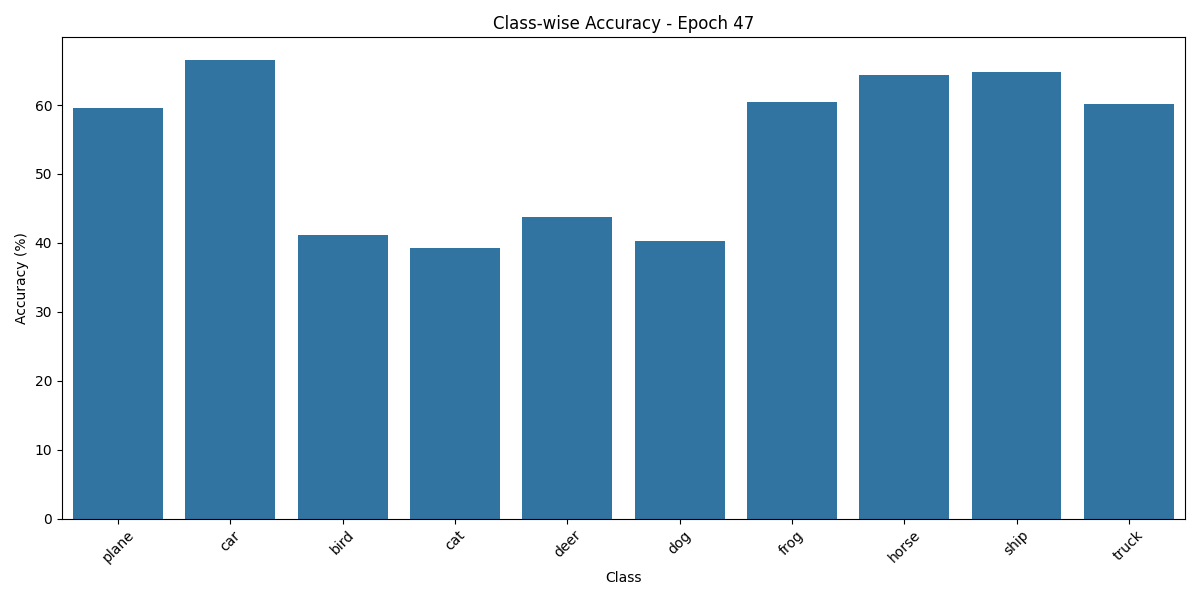 Class-wise Accuracy - Epoch 47
Accuracy (%)
60
50
40
30
20
10
0
plane
car
bird
cat
deer
dog
frog
horse
ship
truck
Class